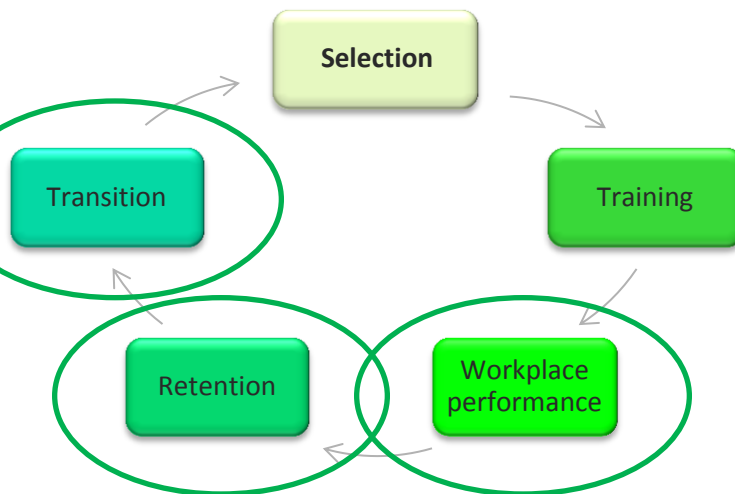 Selection
Transition
Training
Retention
Workplace
performance